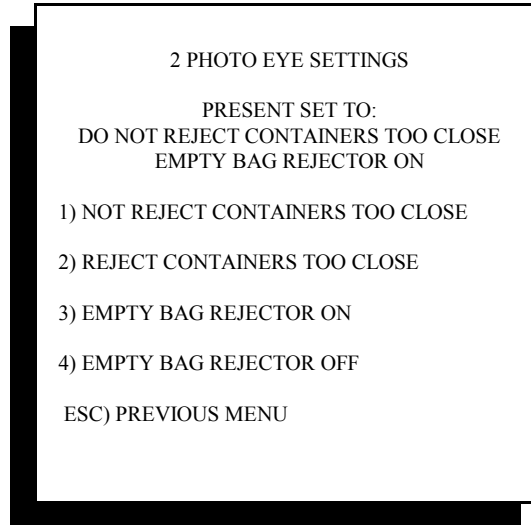 2 PHOTO EYE SETTINGS
PRESENT SET TO:
DO NOT REJECT CONTAINERS TOO CLOSE
EMPTY BAG REJECTOR ON
1) NOT REJECT CONTAINERS TOO CLOSE
2) REJECT CONTAINERS TOO CLOSE
3) EMPTY BAG REJECTOR ON
4) EMPTY BAG REJECTOR OFF
ESC) PREVIOUS MENU